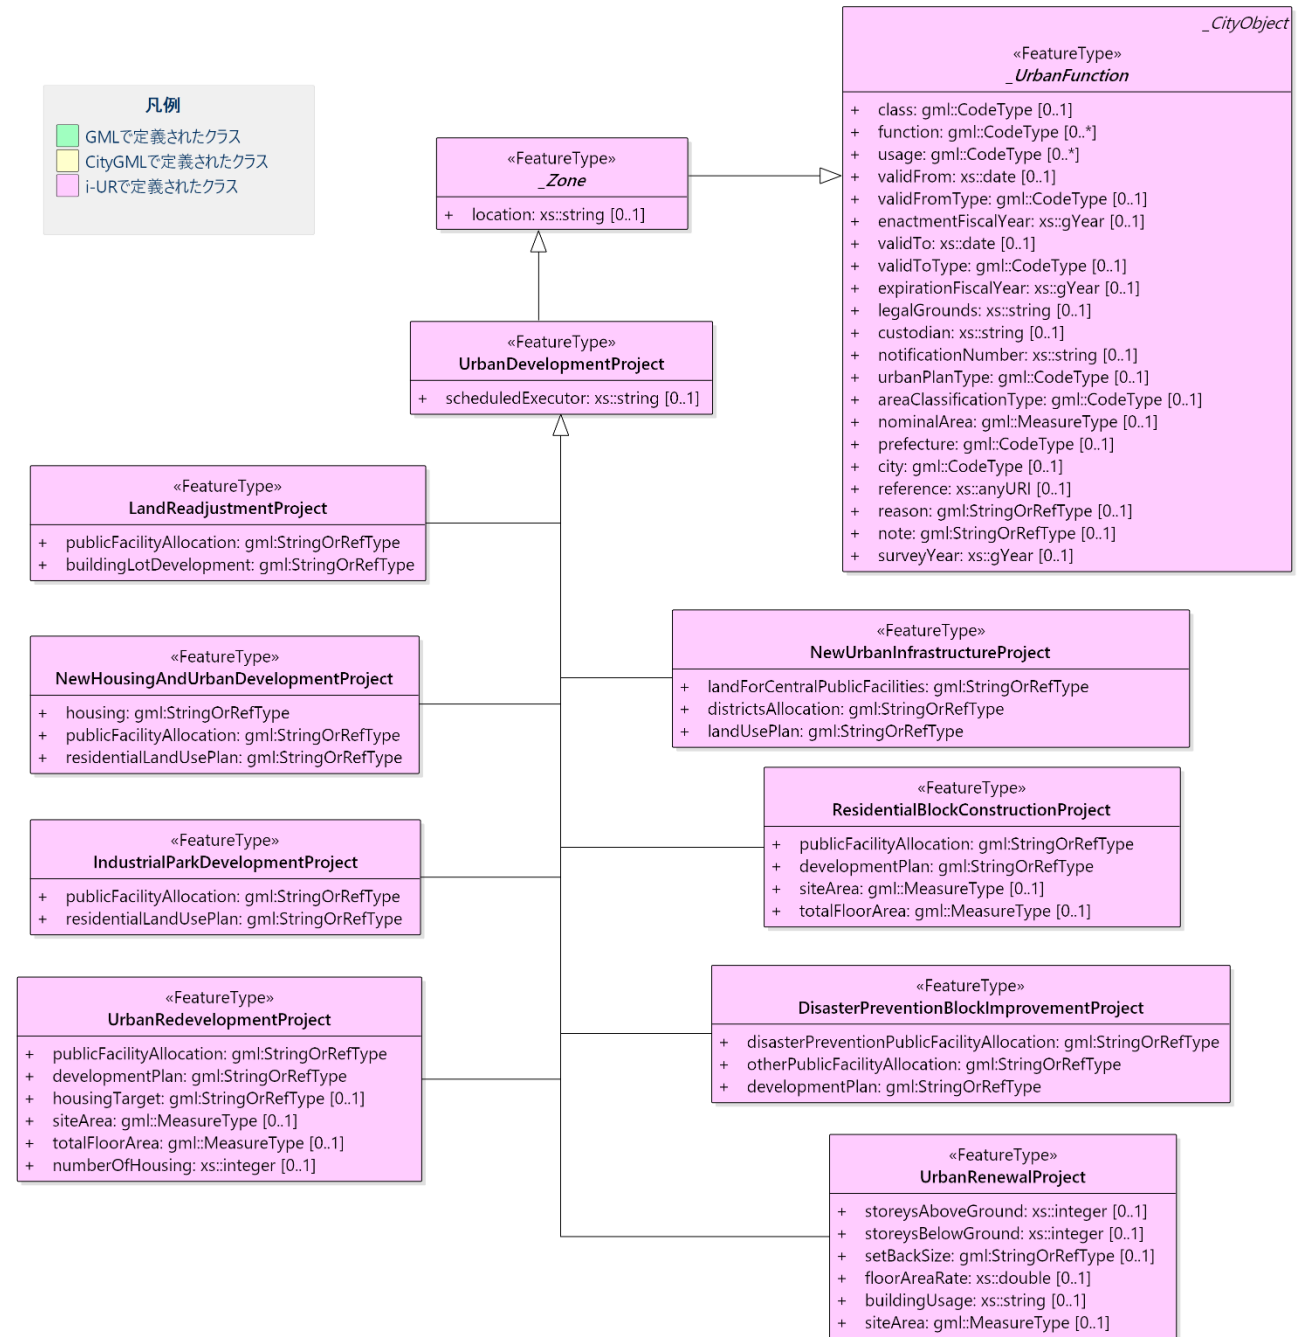 凡例
GMLで定義されたクラス
CityGMLで定義されたクラス
i-URで定義されたクラス
_CityObject
«FeatureType»
_UrbanFunction
+ class: gml::CodeType [0..1]
+ function: gml::CodeType [0..*]
+ usage: gml::CodeType [0..*]
+ validFrom: xs::date [0..1]
+ validFromType: gml::CodeType [0..1]
+ enactmentFiscalYear: xs::gYear [0..1]
+ validTo: xs::date [0..1]
+ validToType: gml::CodeType [0..1]
+ expirationFiscalYear: xs::gYear [0..1]
+ legalGrounds: xs::string [0..1]
+ custodian: xs::string [0..1]
+ notificationNumber: xs::string [0..1]
+ urbanPlanType: gml::CodeType [0..1]
+ areaClassificationType: gml::CodeType [0..1]
+ nominalArea: gml::MeasureType [0..1]
+ prefecture: gml::CodeType [0..1]
+ city: gml::CodeType [0..1]
+ reference: xs::anyURI [0..1]
+ reason: gml:StringOrRefType [0..1]
+ note: gml:StringOrRefType [0..1]
+ surveyYear: xs::gYear [0..1]
«FeatureType»
_Zone
+ location: xs::string [0..1]
«FeatureType»
UrbanDevelopmentProject
+ scheduledExecutor: xs::string [0..1]
«FeatureType»
LandReadjustmentProject
+ publicFacilityAllocation: gml:StringOrRefType
+ buildingLotDevelopment: gml:StringOrRefType
«FeatureType»
NewHousingAndUrbanDevelopmentProject
+ housing: gml:StringOrRefType
+ publicFacilityAllocation: gml:StringOrRefType
+ residentialLandUsePlan: gml:StringOrRefType
«FeatureType»
IndustrialParkDevelopmentProject
+ publicFacilityAllocation: gml:StringOrRefType
+ residentialLandUsePlan: gml:StringOrRefType
«FeatureType»
UrbanRedevelopmentProject
+ publicFacilityAllocation: gml:StringOrRefType
+ developmentPlan: gml:StringOrRefType
+ housingTarget: gml:StringOrRefType [0..1]
+ siteArea: gml::MeasureType [0..1]
+ totalFloorArea: gml::MeasureType [0..1]
+ numberOfHousing: xs::integer [0..1]
«FeatureType»
NewUrbanInfrastructureProject
+ landForCentralPublicFacilities: gml:StringOrRefType
+ districtsAllocation: gml:StringOrRefType
+ landUsePlan: gml:StringOrRefType
«FeatureType»
ResidentialBlockConstructionProject
+ publicFacilityAllocation: gml:StringOrRefType
+ developmentPlan: gml:StringOrRefType
+ siteArea: gml::MeasureType [0..1]
+ totalFloorArea: gml::MeasureType [0..1]
«FeatureType»
DisasterPreventionBlockImprovementProject
+ disasterPreventionPublicFacilityAllocation: gml:StringOrRefType
+ otherPublicFacilityAllocation: gml:StringOrRefType
+ developmentPlan: gml:StringOrRefType
«FeatureType»
UrbanRenewalProject
+ storeysAboveGround: xs::integer [0..1]
+ storeysBelowGround: xs::integer [0..1]
+ setBackSize: gml:StringOrRefType [0..1]
+ floorAreaRate: xs::double [0..1]
+ buildingUsage: xs::string [0..1]
+ siteArea: gml::MeasureType [0..1]